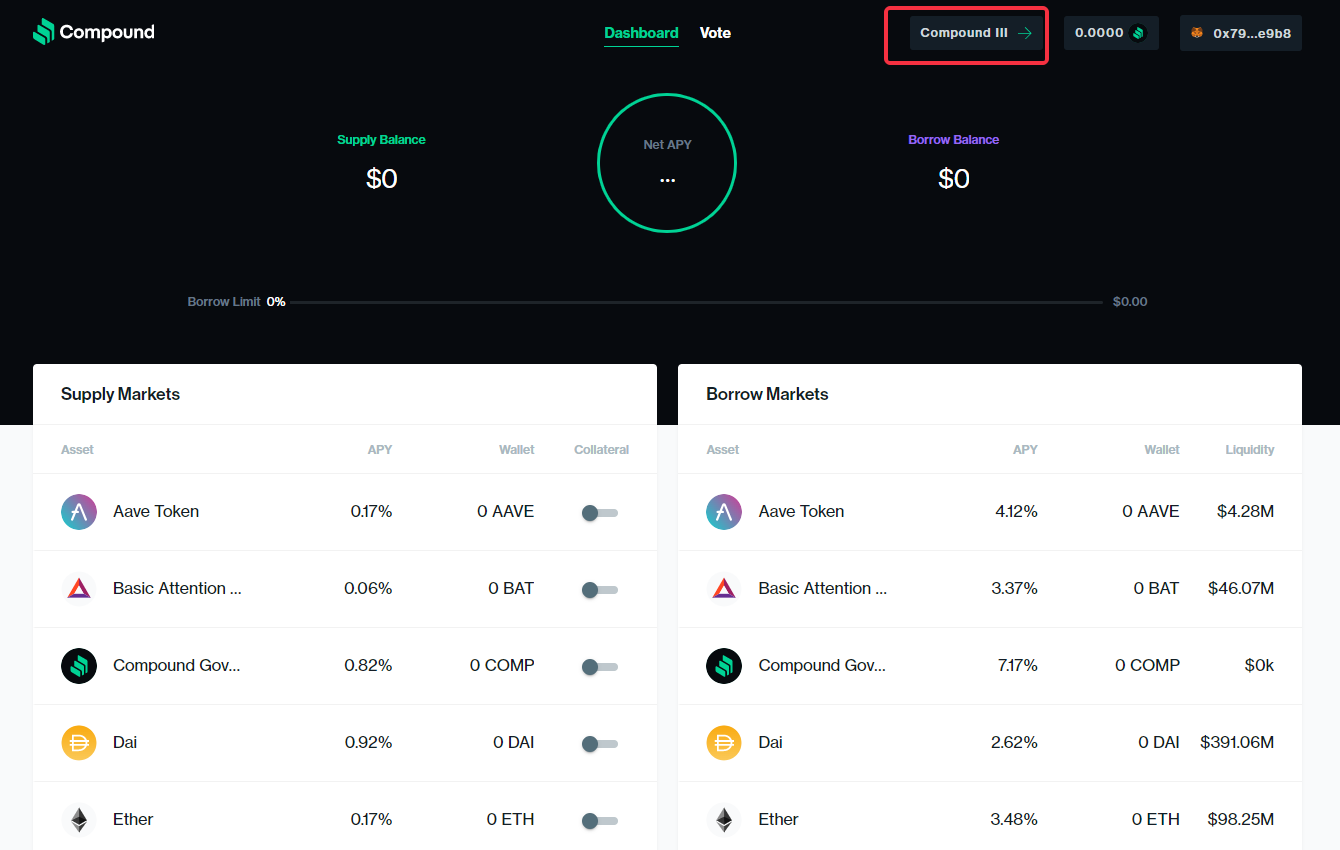 Compound
Dashboard Vote
Compound III → 0.0000 0x79...e9b8
Supply Balance Net APY Borrow Balance
$0 ... $0
Borrow Limit 0% $0.00
Supply Markets
Asset APY Wallet Collateral
Aave Token 0.17% 0 AAVE
Basic Attention ... 0.06% 0 BAT
Compound Gov... 0.82% 0 COMP
Dai 0.92% 0 DAI
Ether 0.17% 0 ETH
Borrow Markets
Asset APY Wallet Liquidity
Aave Token 4.12% 0 AAVE $4.28M
Basic Attention ... 3.37% 0 BAT $46.07M
Compound Gov... 7.17% 0 COMP $0k
Dai 2.62% 0 DAI $391.06M
Ether 3.48% 0 ETH $98.25M